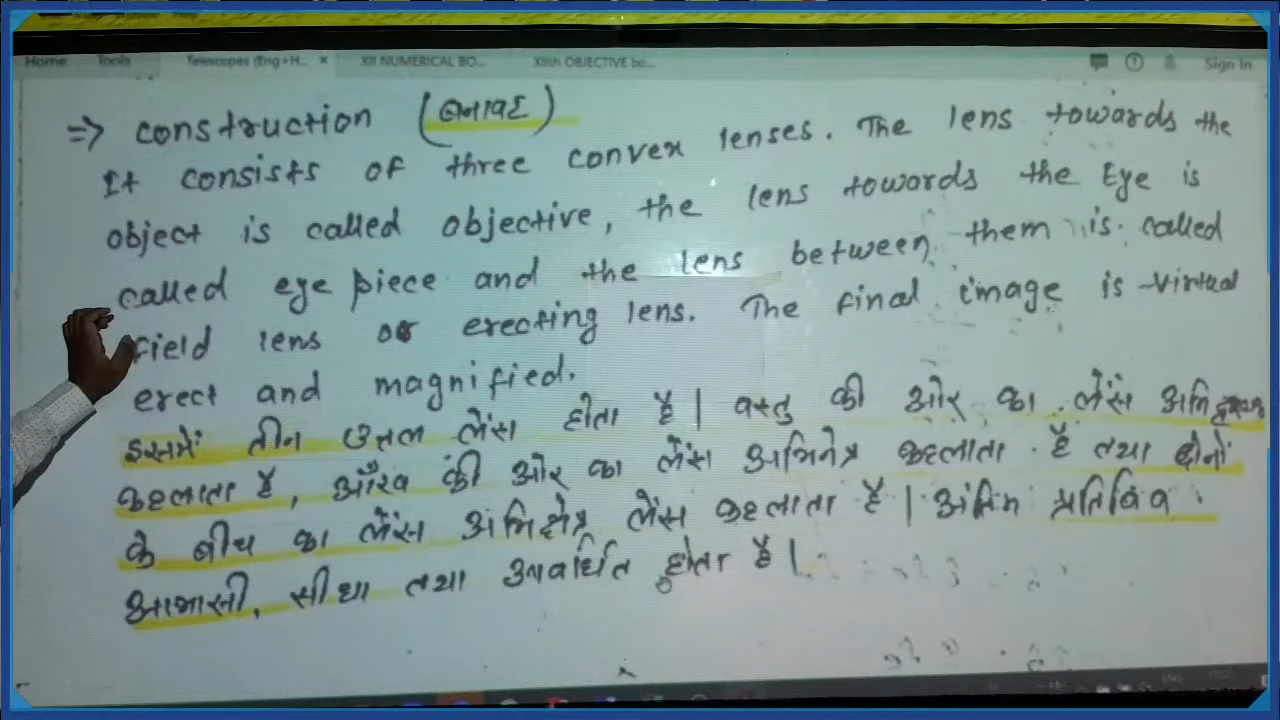 Home Tools Telescopes (Eng+H... × XII NUMERICAL BO... XIIth OBJECTIVE bo... Sign In
⇒ construction (बनावट)
It consists of three convex lenses. The lens towards the
object is called objective, the lens towards the Eye is
called eye piece and the lens between them is called
field lens or erecting lens. The final image is virtual
erect and magnified.
इसमें तीन उत्तल लेंस होता है | वस्तु की ओर का लेंस
कहलाता है, आँख की ओर का लेंस अभिनेत्र कहलाता है तथा दोनों
के बीच का लेंस अभिक्षेत्र लेंस कहलाता है | अंतिम प्रतिबिंब
आभासी, सीधा तथा होता है |